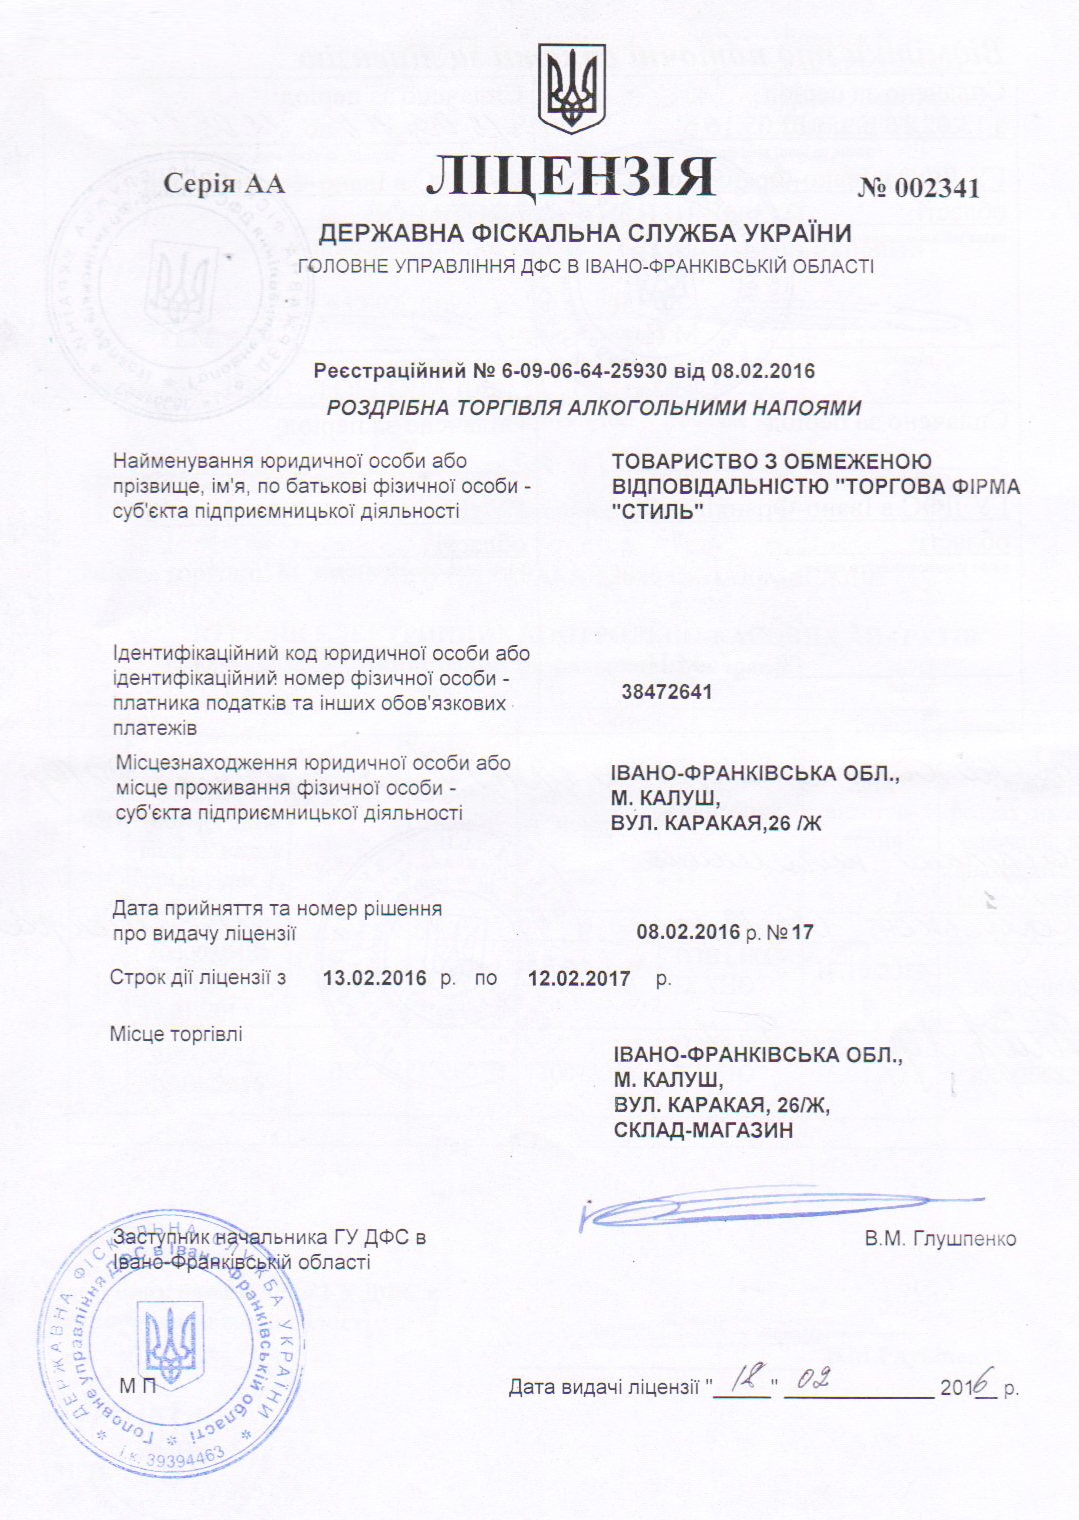 ЛІЦЕНЗІЯ
Серія АА
№ 002341
ДЕРЖАВНА ФІСКАЛЬНА СЛУЖБА УКРАЇНИ
ГОЛОВНЕ УПРАВЛІННЯ ДФС В ІВАНО-ФРАНКІВСЬКІЙ ОБЛАСТІ
Реєстраційний № 6-09-06-64-25930 від 08.02.2016
РОЗДРІБНА ТОРГІВЛЯ АЛКОГОЛЬНИМИ НАПОЯМИ
Найменування юридичної особи або
прізвище, ім'я, по батькові фізичної особи -
суб'єкта підприємницької діяльності
ТОВАРИСТВО З ОБМЕЖЕНОЮ
ВІДПОВІДАЛЬНІСТЮ "ТОРГОВА ФІРМА
"СТИЛЬ"
Ідентифікаційний код юридичної особи або
ідентифікаційний номер фізичної особи -
платника податків та інших обов'язкових
платежів
38472641
Місцезнаходження юридичної особи або
місце проживання фізичної особи -
суб'єкта підприємницької діяльності
ІВАНО-ФРАНКІВСЬКА ОБЛ.,
М. КАЛУШ,
ВУЛ. КАРАКАЯ,26 /Ж
Дата прийняття та номер рішення
про видачу ліцензії
08.02.2016 р. № 17
Строк дії ліцензії з 13.02.2016 р. по 12.02.2017 р.
Місце торгівлі
ІВАНО-ФРАНКІВСЬКА ОБЛ.,
М. КАЛУШ,
ВУЛ. КАРАКАЯ, 26/Ж,
СКЛАД-МАГАЗИН
Заступник начальника ГУ ДФС в
Івано-Франківській області
В.М. Глушпенко
М П
Дата видачі ліцензії "12" 02 2016 р.
ДЕРЖАВНА ФІСКАЛЬНА СЛУЖБА УКРАЇНИ
Головне управління ДФС в Івано-Франківській області
і.к. 39394463